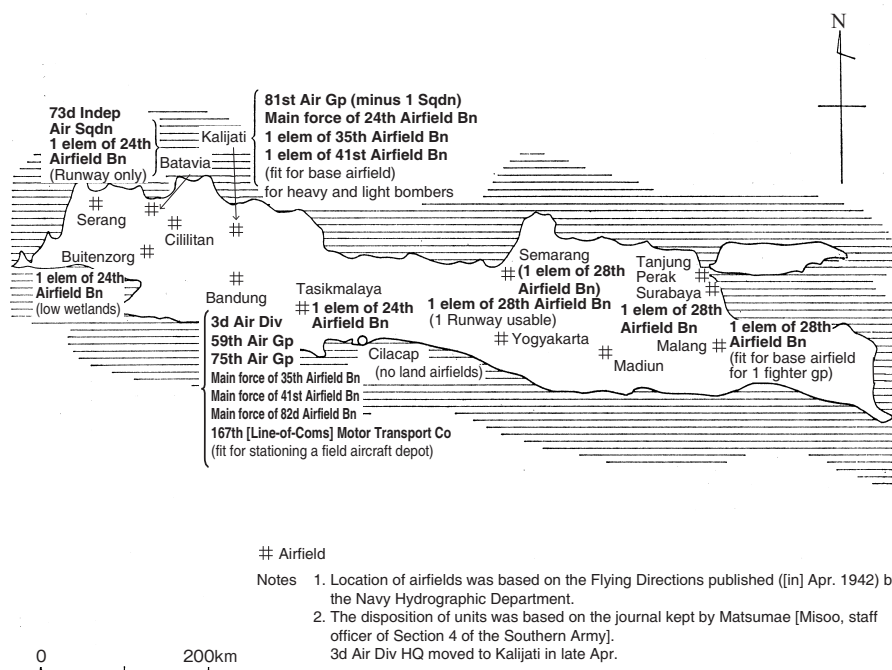 N
73d Indep
Air Sqdn
1 elem of 24th
Airfield Bn
(Runway only)
Batavia
Kalijati
81st Air Gp (minus 1 Sqdn)
Main force of 24th Airfield Bn
1 elem of 35th Airfield Bn
1 elem of 41st Airfield Bn
(fit for base airfield)
for heavy and light bombers
Serang
Cililitan
Buitenzorg
1 elem of 24th
Airfield Bn
(low wetlands)
Bandung
3d Air Div
59th Air Gp
75th Air Gp
Main force of 35th Airfield Bn
Main force of 41st Airfield Bn
Main force of 82d Airfield Bn
167th [Line-of-Coms] Motor Transport Co
(fit for stationing a field aircraft depot)
Tasikmalaya
1 elem of 24th
Airfield Bn
Cilacap
(no land airfields)
Semarang
(1 elem of 28th
Airfield Bn)
1 elem of 28th Airfield Bn
(1 Runway usable)
Yogyakarta
Madiun
Tanjung
Perak
Surabaya
1 elem of 28th
Airfield Bn
Malang
1 elem of 28th
Airfield Bn
(fit for base airfield
for 1 fighter gp)
Airfield
Notes 1. Location of airfields was based on the Flying Directions published ([in] Apr. 1942) b
the Navy Hydrographic Department.
2. The disposition of units was based on the journal kept by Matsumae [Misoo, staff
officer of Section 4 of the Southern Army].
3d Air Div HQ moved to Kalijati in late Apr.
0 200km